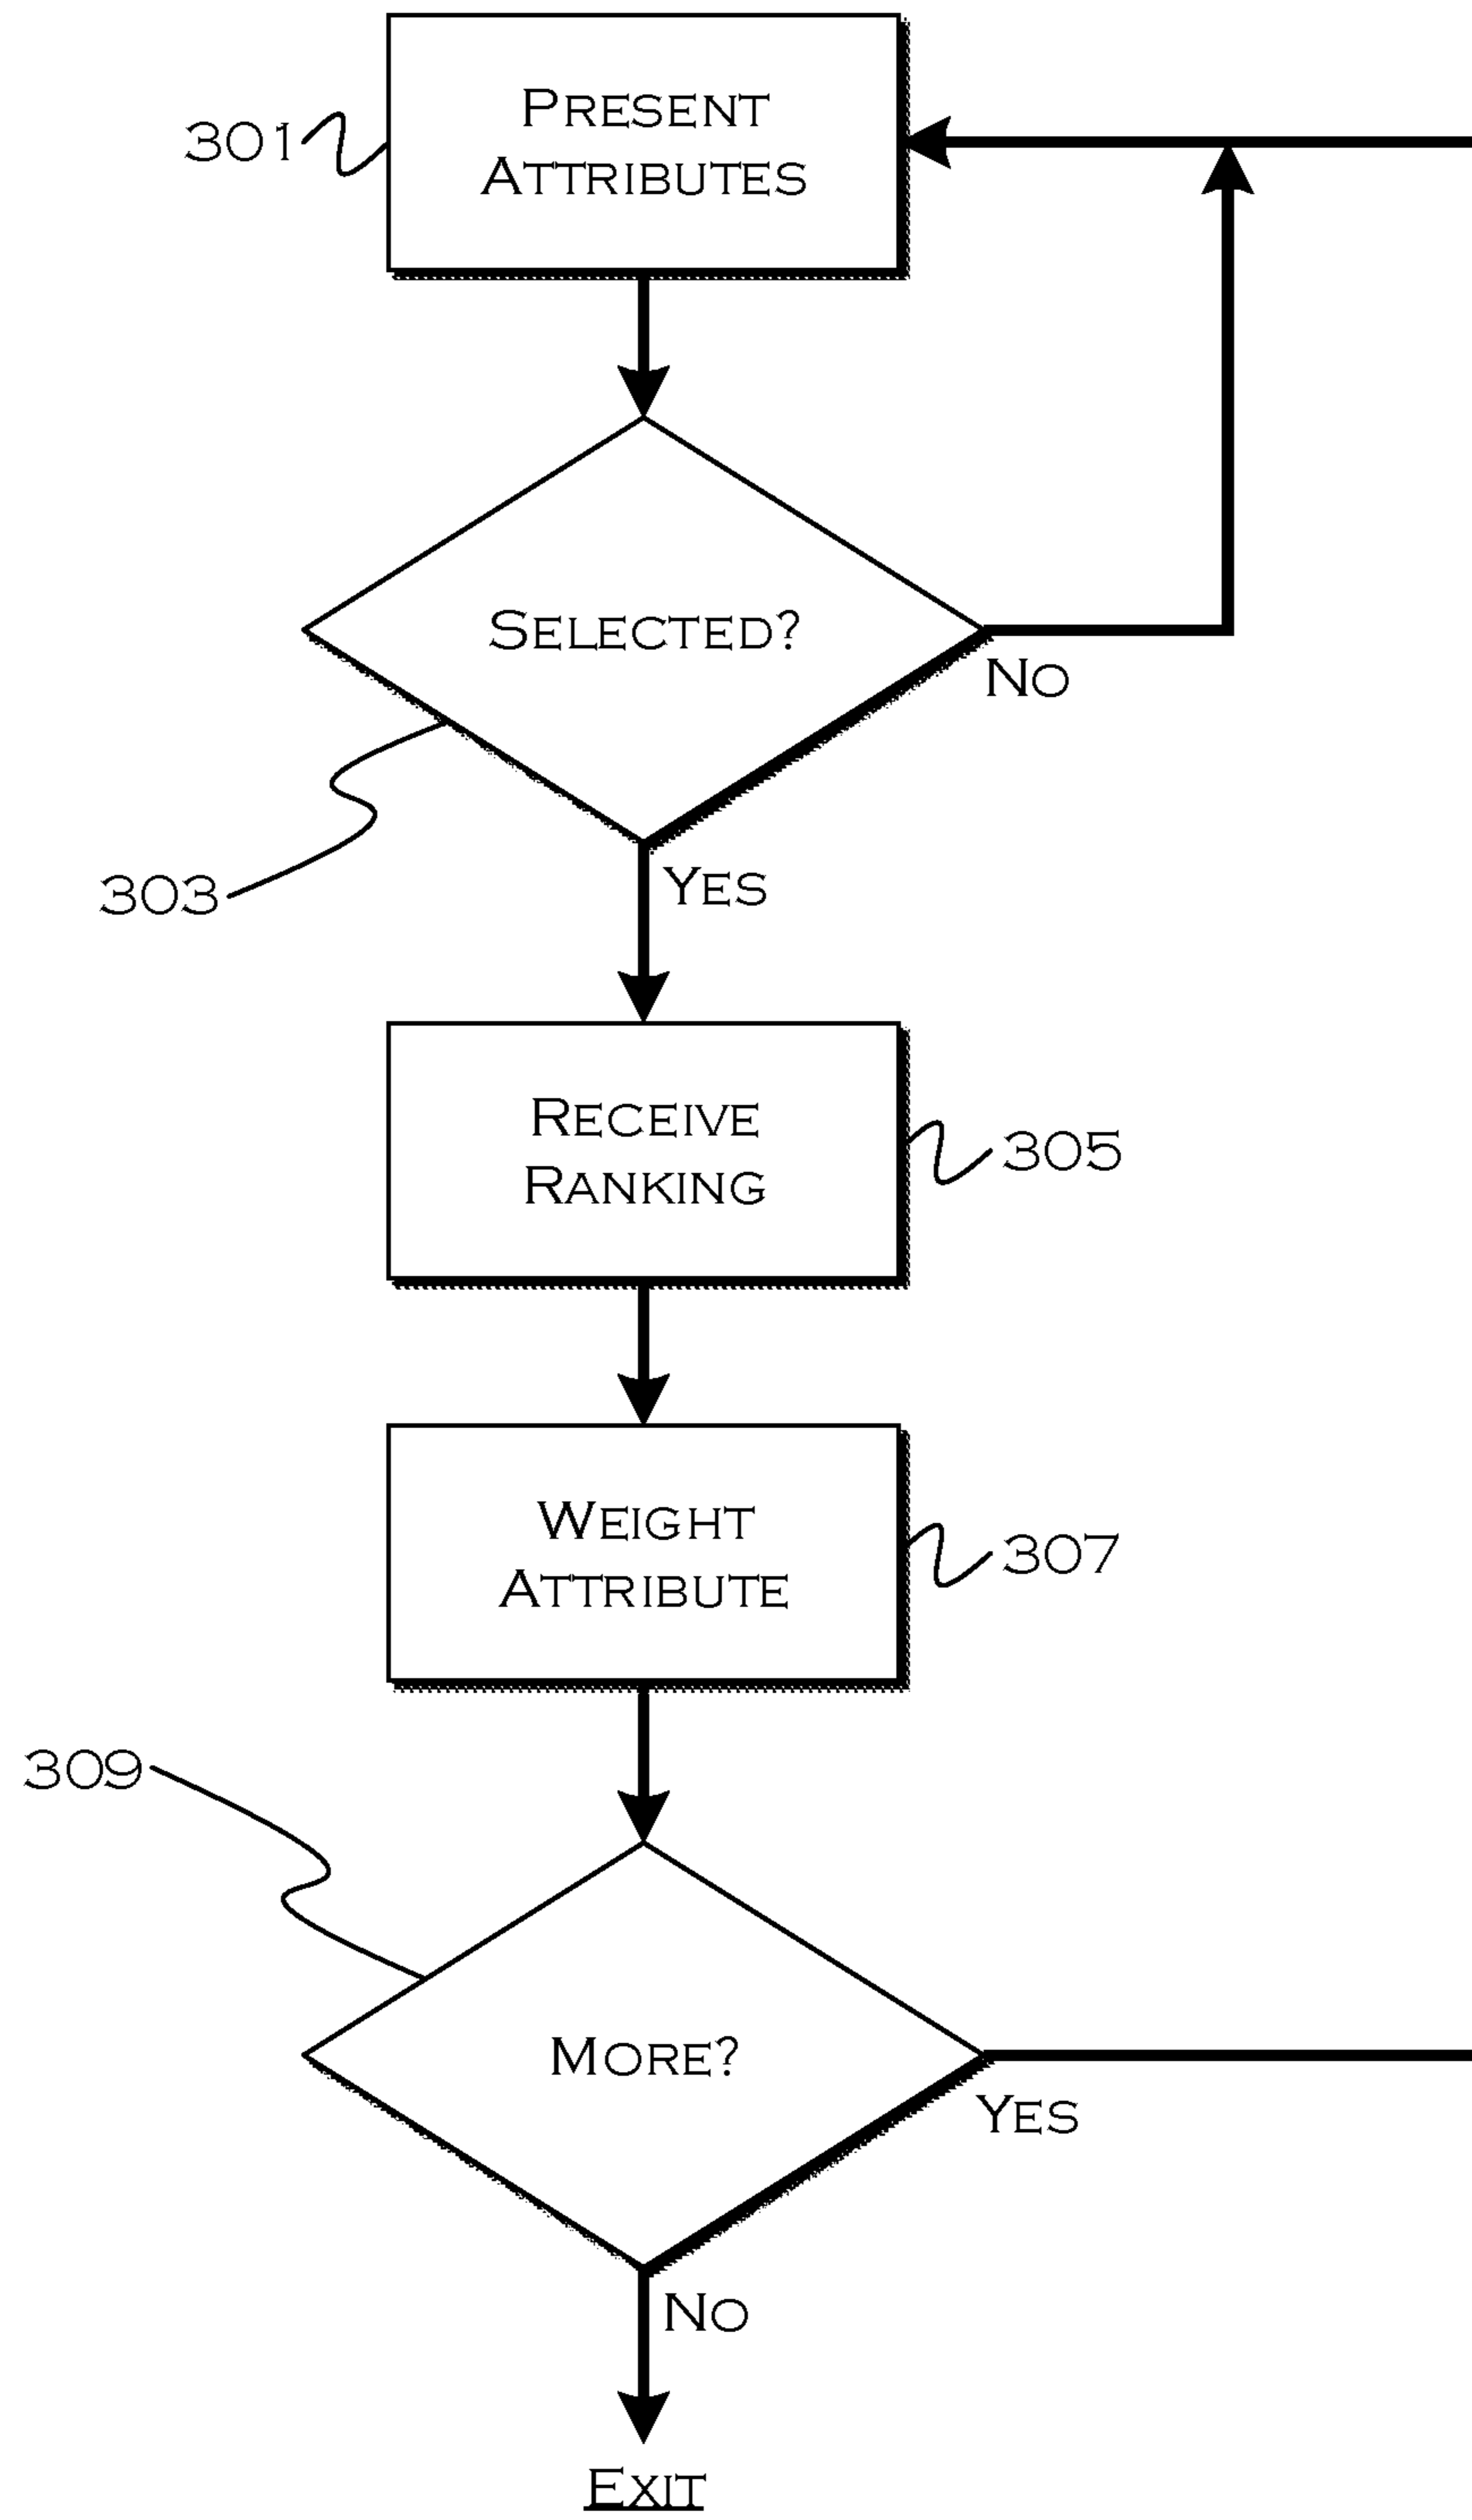 301
PRESENT
ATTRIBUTES
SELECTED?
NO
303
YES
RECEIVE
RANKING
305
WEIGHT
ATTRIBUTE
307
309
MORE?
YES
NO
EXIT